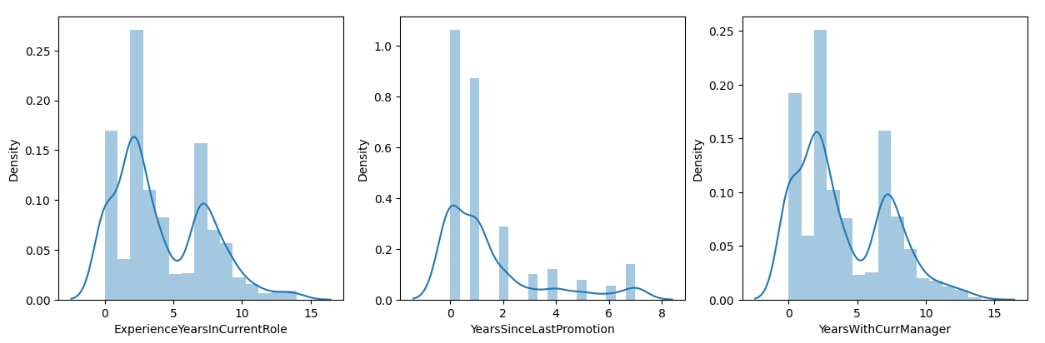 0.25
0.20
0.15
0.10
0.05
0.00
Density
0 5 10 15
ExperienceYearsInCurrentRole
1.0
0.8
0.6
0.4
0.2
0.0
Density
0 2 4 6 8
YearsSinceLastPromotion
0.25
0.20
0.15
0.10
0.05
0.00
Density
0 5 10 15
YearsWithCurrManager